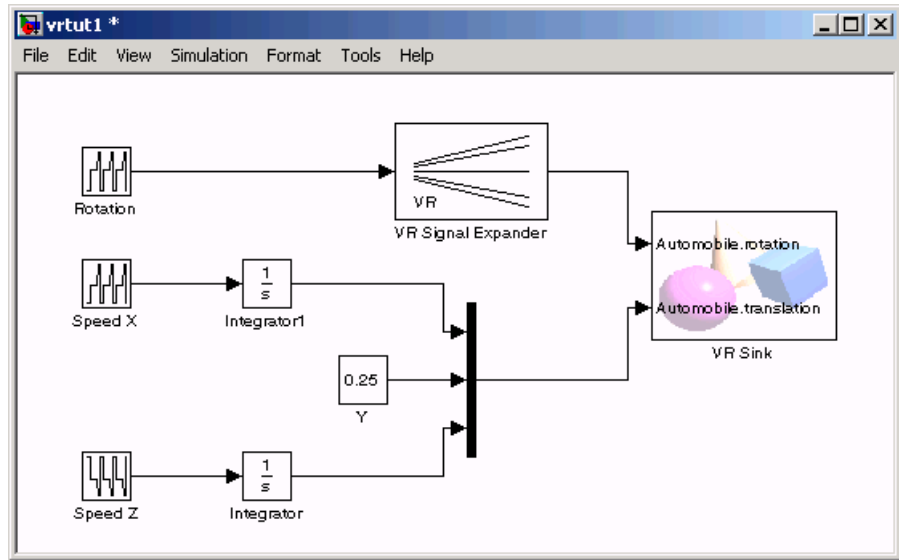 vrtut1 *
File Edit View Simulation Format Tools Help
VR
Rotation
VR Signal Expander
Automobile.rotation
1
s
Speed X
Integrator1
Automobile.translation
VR Sink
0.25
Y
1
s
Speed Z
Integrator